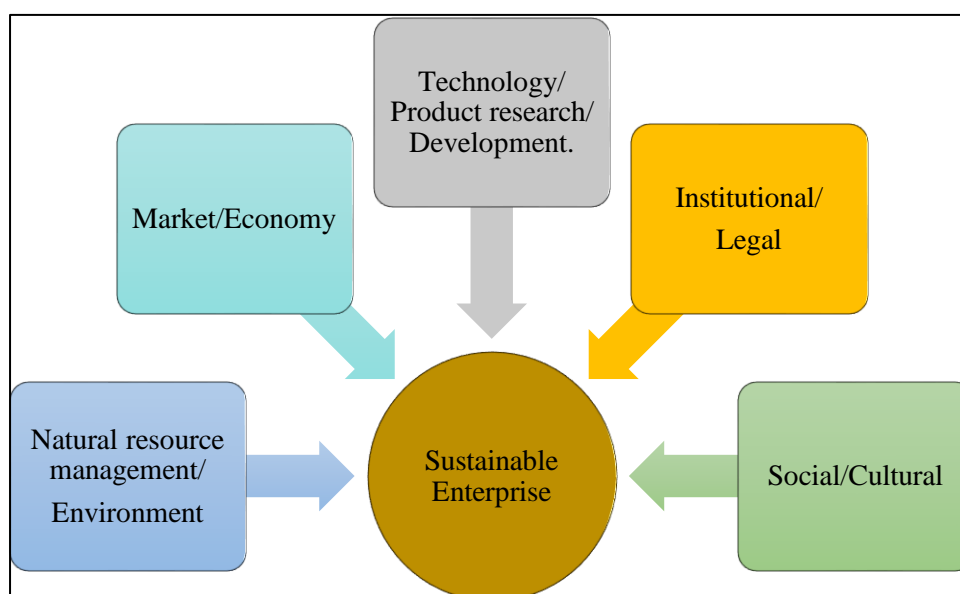 Technology/
Product research/
Development.
Market/Economy
Institutional/
Legal
Natural resource
management/
Environment
Sustainable
Enterprise
Social/Cultural